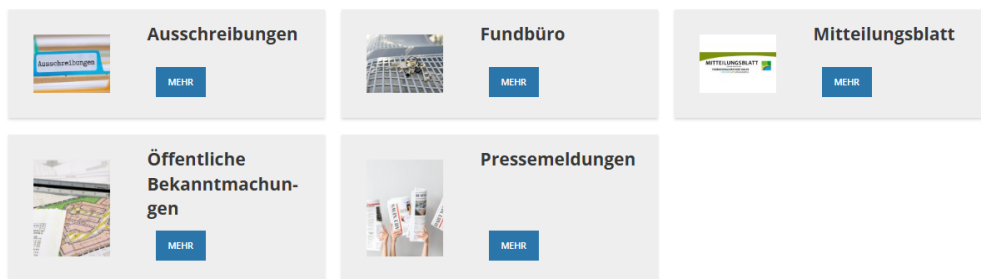 Ausschreibungen
Ausschreibungen
MEHR
Fundbüro
MEHR
Mitteilungsblatt
MITTEILUNGSBLATT
MEHR
Öffentliche
Bekanntmachun-
gen
MEHR
Pressemeldungen
MEHR